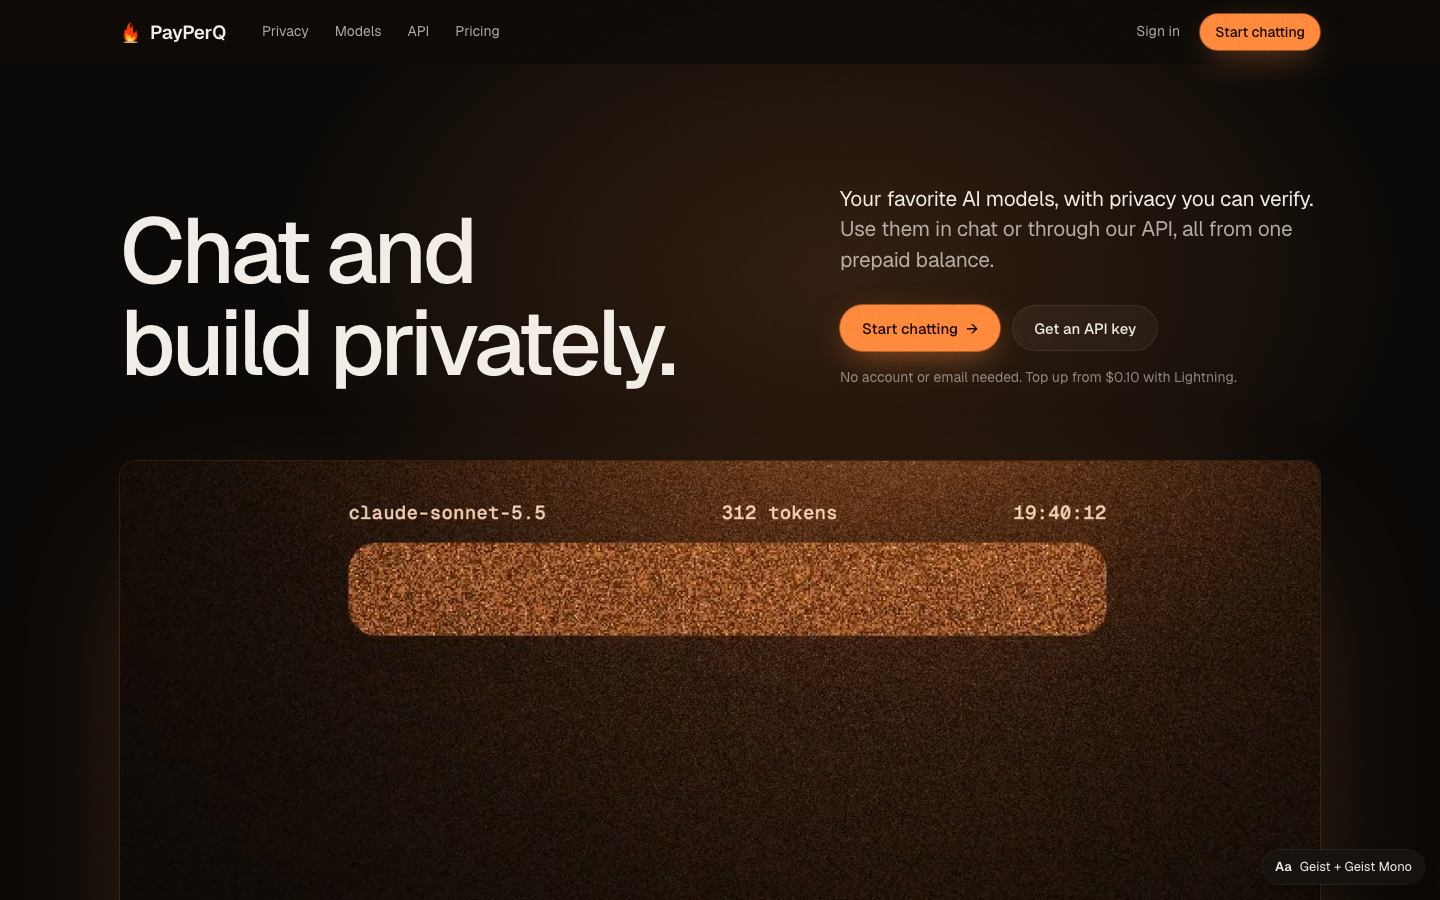 PayPerQ
Privacy
Models
API
Pricing
Sign in
Start chatting
Chat and
build privately.
Your favorite AI models, with privacy you can verify.
Use them in chat or through our API, all from one
prepaid balance.
Start chatting →
Get an API key
No account or email needed. Top up from $0.10 with Lightning.
claude-sonnet-5.5
312 tokens
19:40:12
Aa Geist + Geist Mono